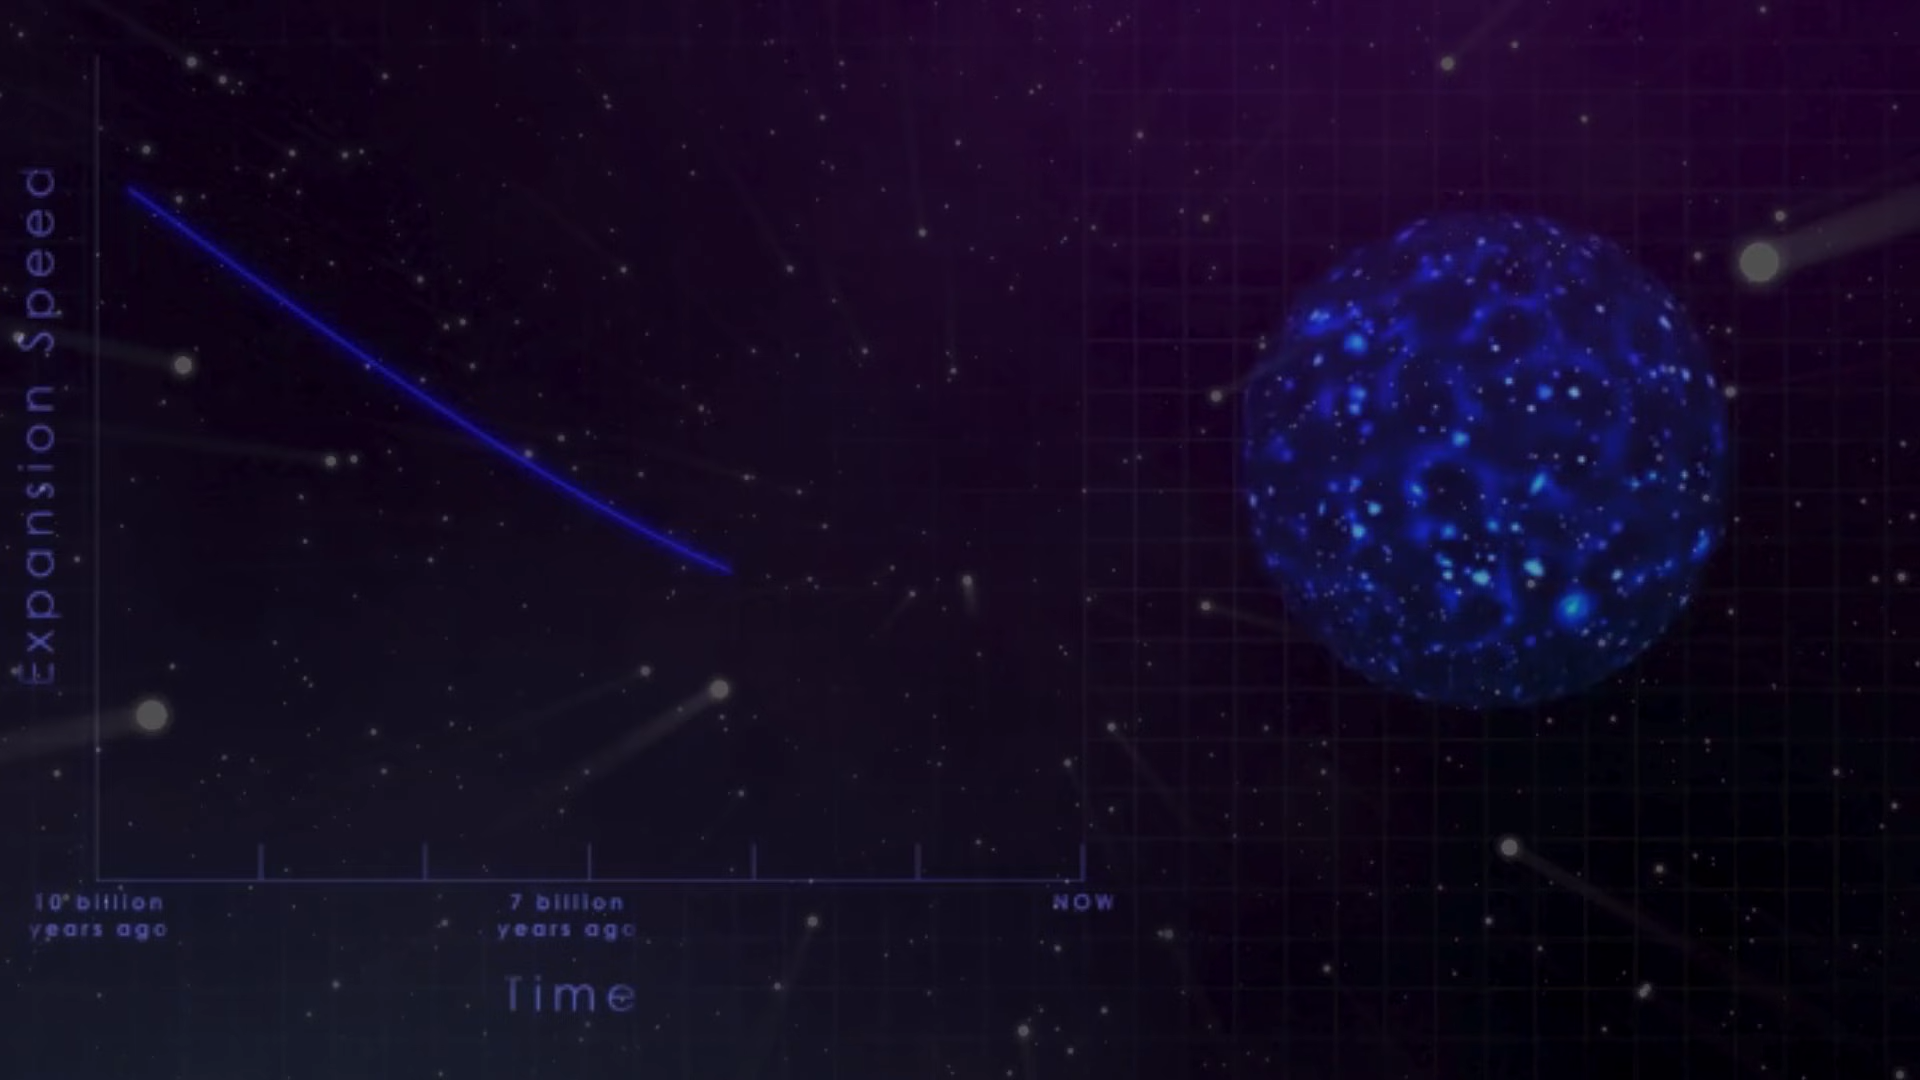 Expansion Speed
10 billion
years ago
7 billion
years ago
NOW
Time